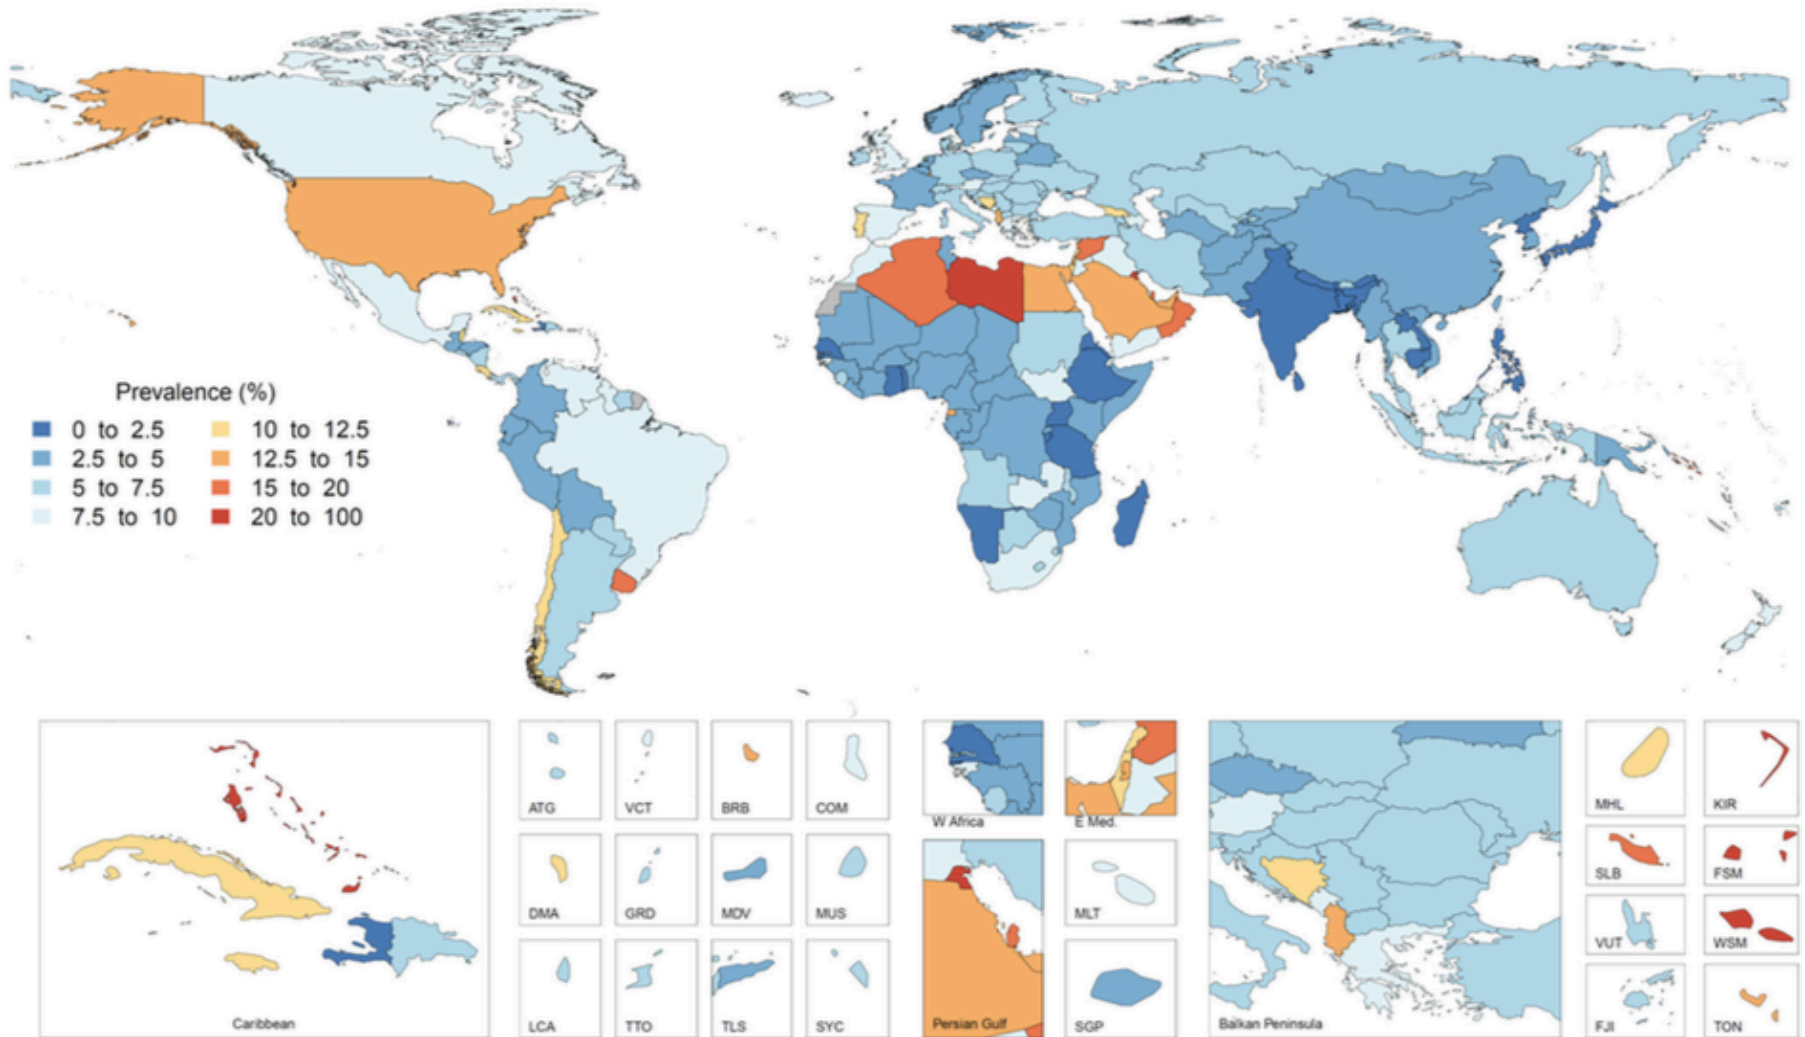 Prevalence (%)
0 to 2.5
10 to 12.5
2.5 to 5
12.5 to 15
5 to 7.5
15 to 20
7.5 to 10
20 to 100
Caribbean
ATG
VCT
BRB
COM
DMA
GRD
MDV
MUS
LCA
TTO
TLS
SYC
W Africa
E Med.
Persian Gulf
MLT
SGP
Balkan Peninsula
MHL
KIR
SLB
FSM
VUT
WSM
FJI
TON